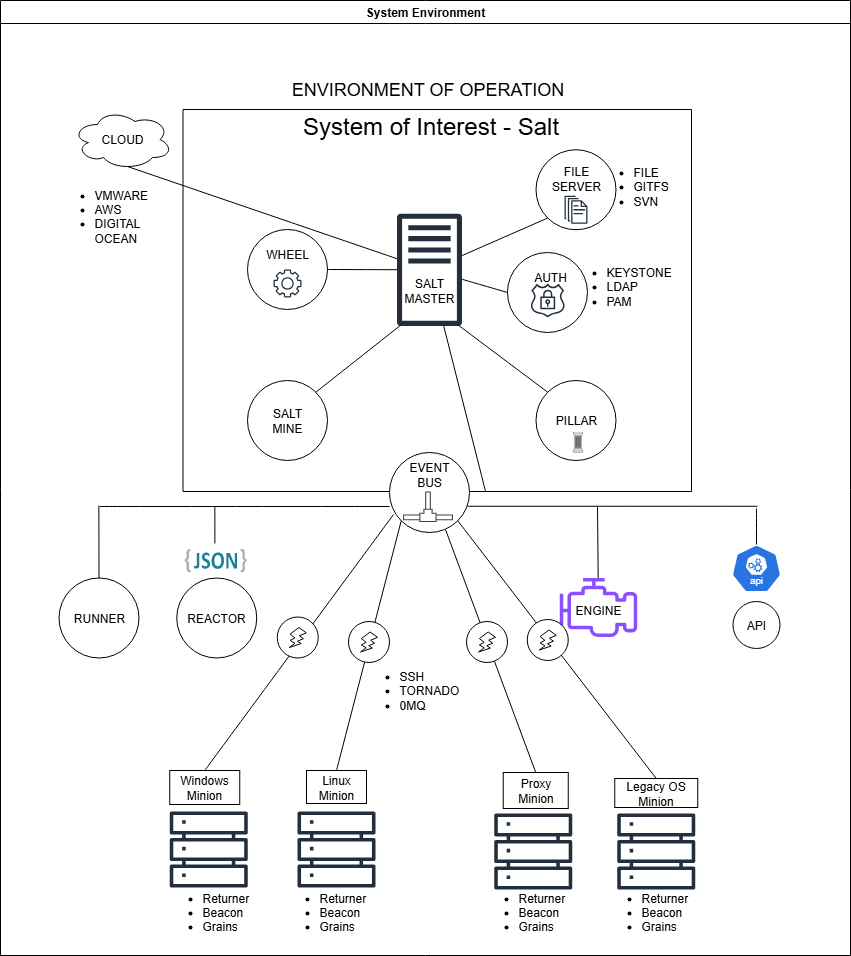 System Environment
ENVIRONMENT OF OPERATION
System of Interest - Salt
CLOUD
VMWARE
AWS
DIGITAL
OCEAN
FILE
SERVER
FILE
GITFS
SVN
WHEEL
SALT
MASTER
AUTH
KEYSTONE
LDAP
PAM
SALT
MINE
PILLAR
EVENT
BUS
{JSON}
api
RUNNER
REACTOR
ENGINE
API
SSH
TORNADO
0MQ
Windows
Minion
Linux
Minion
Proxy
Minion
Legacy OS
Minion
Returner
Beacon
Grains
Returner
Beacon
Grains
Returner
Beacon
Grains
Returner
Beacon
Grains